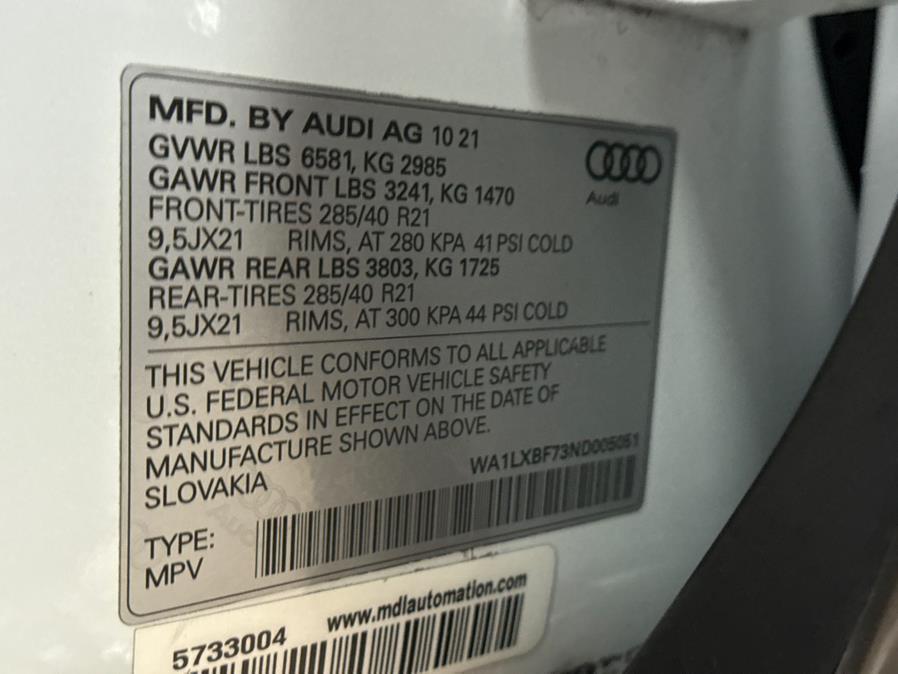 MFD. BY AUDI AG 10 21
GVWR LBS 6581, KG 2985
GAWR FRONT LBS 3241, KG 1470
FRONT-TIRES 285/40 R21
9,5JX21 RIMS, AT 280 KPA 41 PSI COLD
GAWR REAR LBS 3803, KG 1725
REAR-TIRES 285/40 R21
9,5JX21 RIMS, AT 300 KPA 44 PSI COLD
Audi
THIS VEHICLE CONFORMS TO ALL APPLICABLE
U.S. FEDERAL MOTOR VEHICLE SAFETY
STANDARDS IN EFFECT ON THE DATE OF
MANUFACTURE SHOWN ABOVE.
SLOVAKIA
WA1LXBF73ND005051
TYPE:
MPV
5733004 www.mdlautomation.com